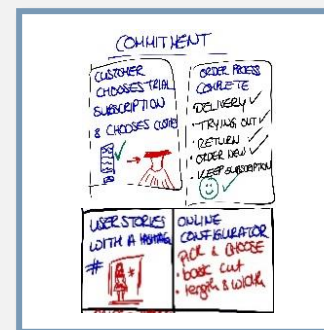 COMMITMENT
CUSTOMER
CHOOSES TRIAL
SUBSCRIPTION
& CHOOSES
ORDER PROCESS
COMPLETE
• DELIVERY ✓
• TRYING OUT ✓
• RETURN ✓
• ORDER NEW ✓
• KEEP SUBSCRIPTION
USER STORIES
WITH A HASHTAG
#
ONLINE
CONFIGURATOR
PICK & CHOOSE
• basic cut
• length & width